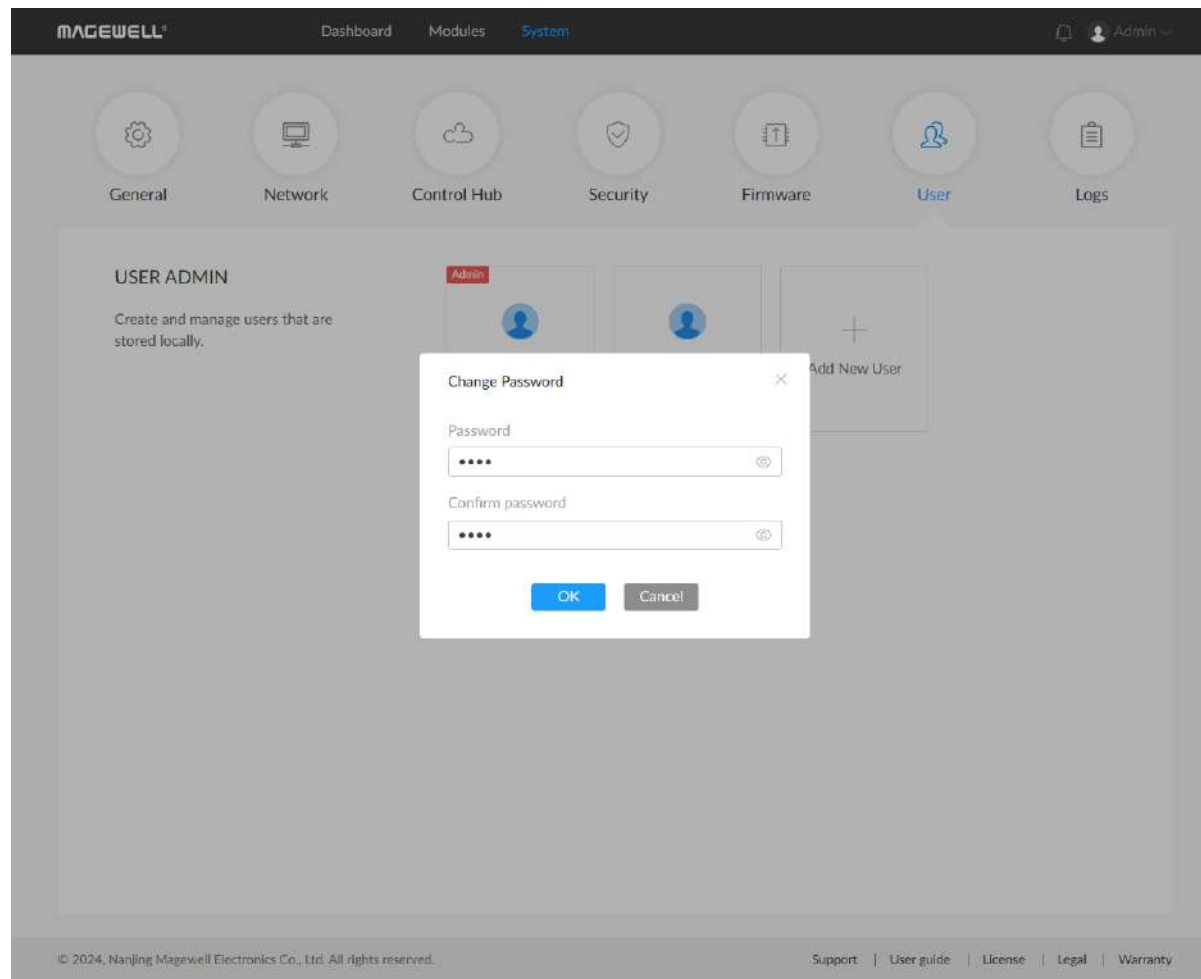 MAGEWELL®
Dashboard Modules System
Admin
General Network Control Hub Security Firmware User Logs
USER ADMIN
Create and manage users that are
stored locally.
Admin
Add New User
Change Password
Password
••••
Confirm password
••••
OK Cancel
© 2024, Nanjing Magewell Electronics Co., Ltd. All rights reserved.
Support | User guide | License | Legal | Warranty